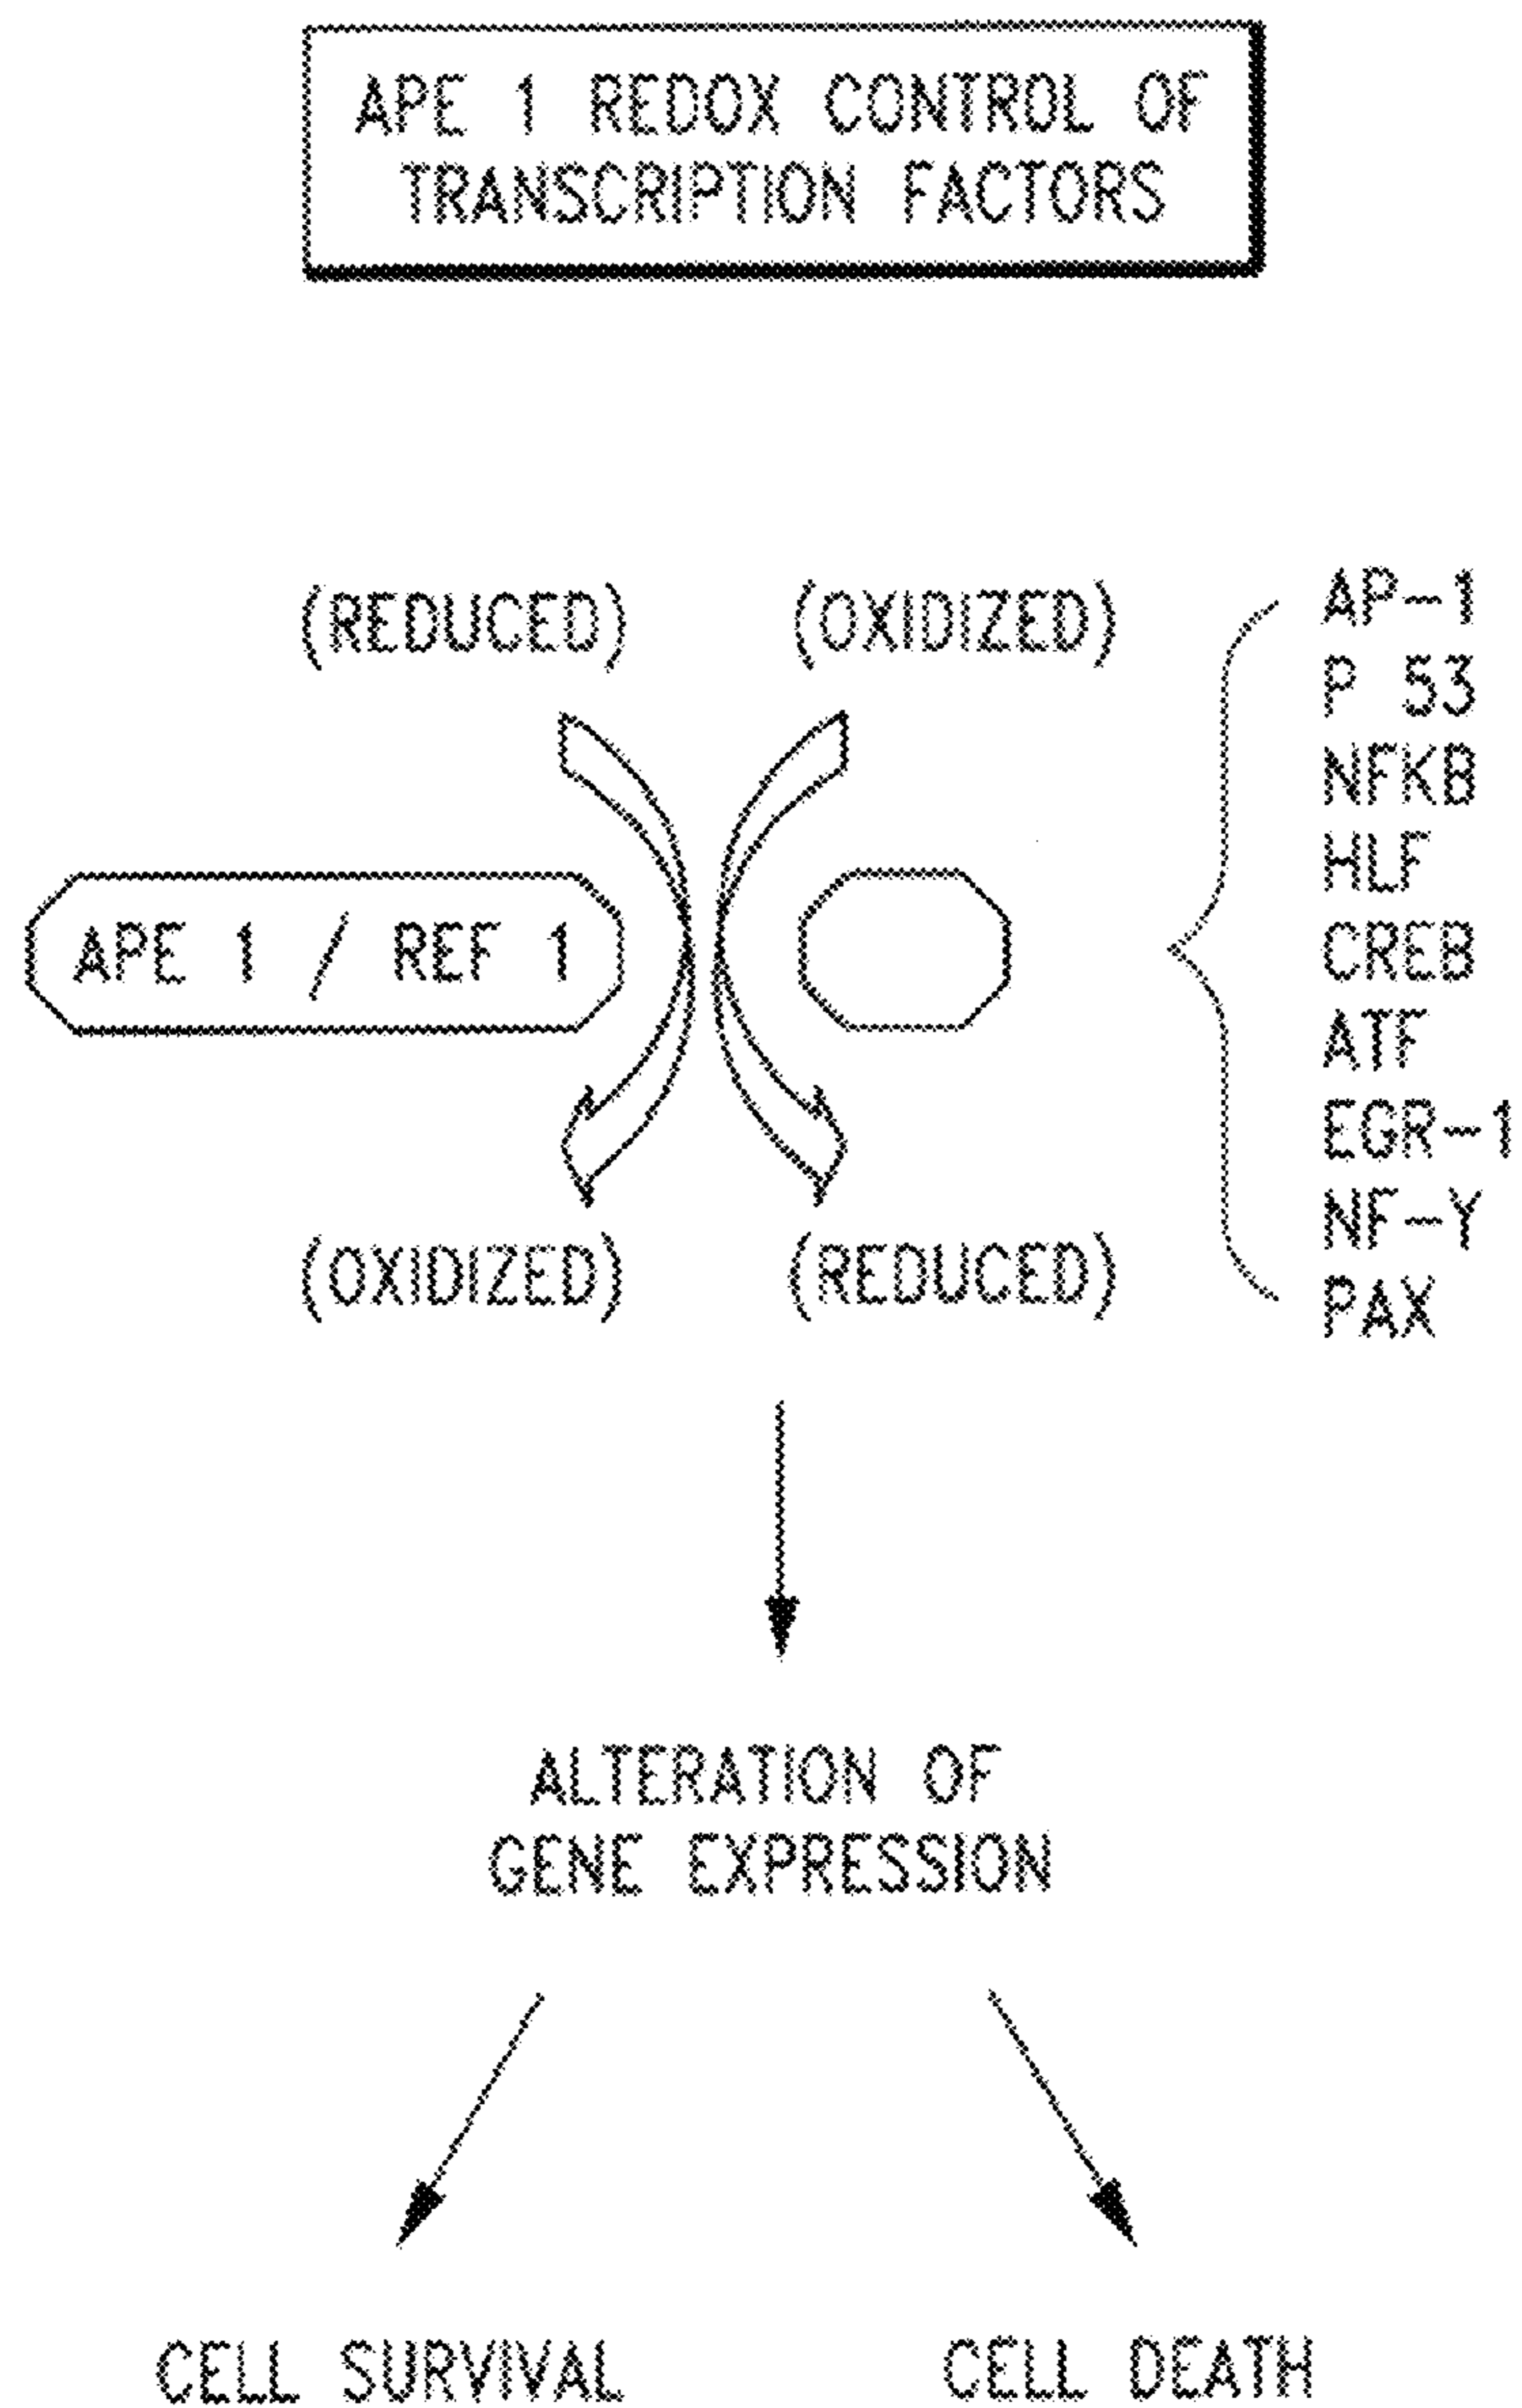 APE 1 REDOX CONTROL OF
TRANSCRIPTION FACTORS
(REDUCED) (OXIDIZED)
APE 1 / REF 1
(OXIDIZED) (REDUCED)
AP-1
P 53
NFKB
HLF
CREB
ATF
EGR-1
NF-Y
PAX
ALTERATION OF
GENE EXPRESSION
CELL SURVIVAL CELL DEATH